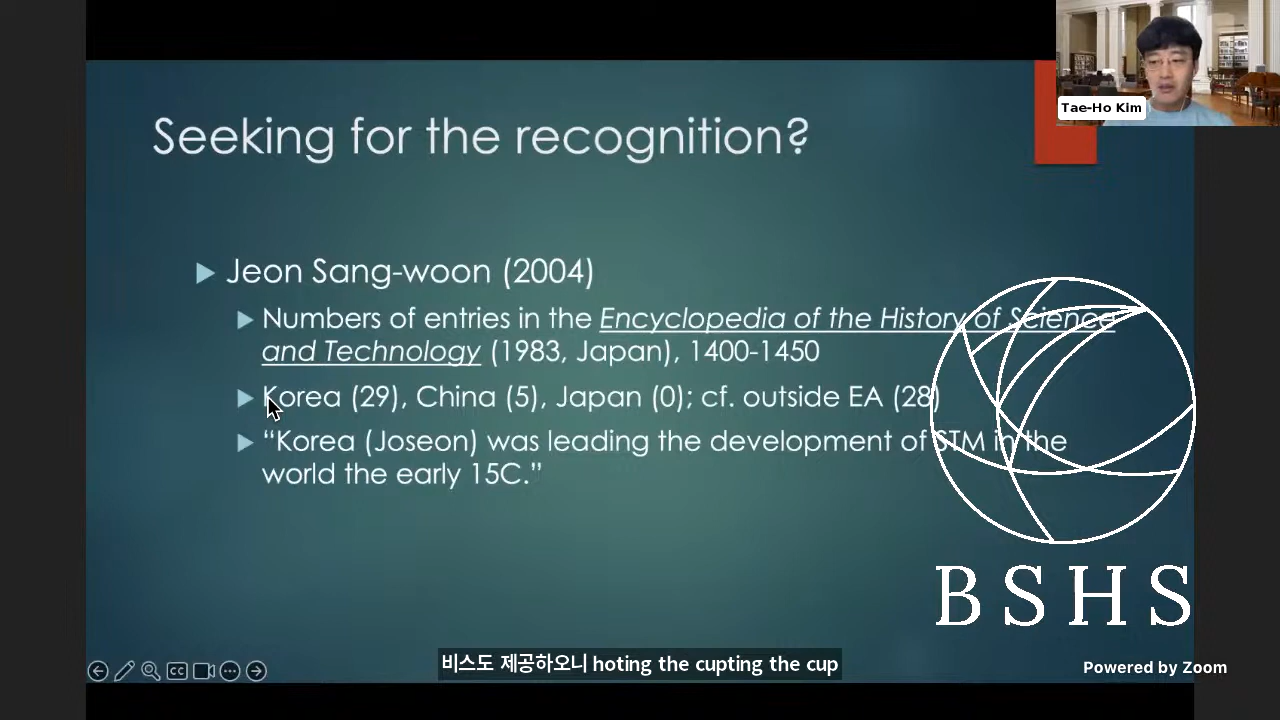 Tae-Ho Kim
Seeking for the recognition?
Jeon Sang-woon (2004)
Numbers of entries in the Encyclopedia of the History of Science
and Technology (1983, Japan), 1400-1450
Korea (29), China (5), Japan (0); cf. outside EA (28)
“Korea (Joseon) was leading the development of STM in the
world the early 15C.”
BSHS
비스도 제공하오니 hoting the cupting the cup
CC
Powered by Zoom